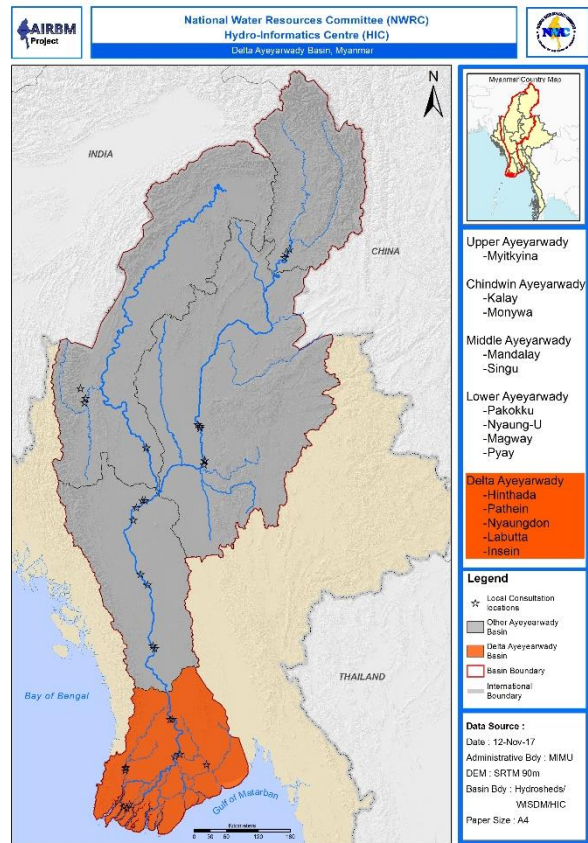 AIRBM
Project
National Water Resources Committee (NWRC)
Hydro-Informatics Centre (HIC)
Delta Ayeyarwady Basin, Myanmar
NWRC
N
INDIA
CHINA
THAILAND
Bay of Bengal
Gulf of Matarban
Kilometers
0 30 60 120 180
Myanmar Country Map
Upper Ayeyarwady
-Myitkyina
Chindwin Ayeyarwady
-Kalay
-Monywa
Middle Ayeyarwady
-Mandalay
-Singu
Lower Ayeyarwady
-Pakokku
-Nyaung-U
-Magway
-Pyay
Delta Ayeyarwady
-Hinthada
-Pathein
-Nyaungdon
-Labutta
-Insein
Legend
Local Consultation
locations
Other Ayeyarwady
Basin
Delta Ayeyearwady
Basin
Basin Boundary
International
Boundary
Data Source :
Date : 12-Nov-17
Administrative Bdy : MIMU
DEM : SRTM 90m
Basin Bdy : Hydrosheds/
WISDM/HIC
Paper Size : A4